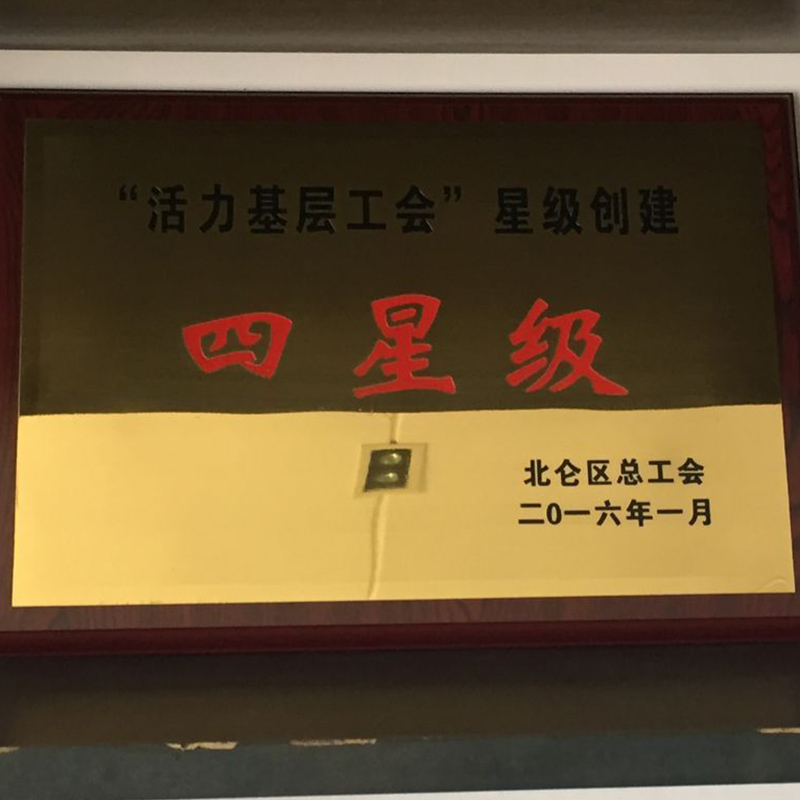 “活力基层工会”星级创建
四星级
北仑区总工会
二0一六年一月